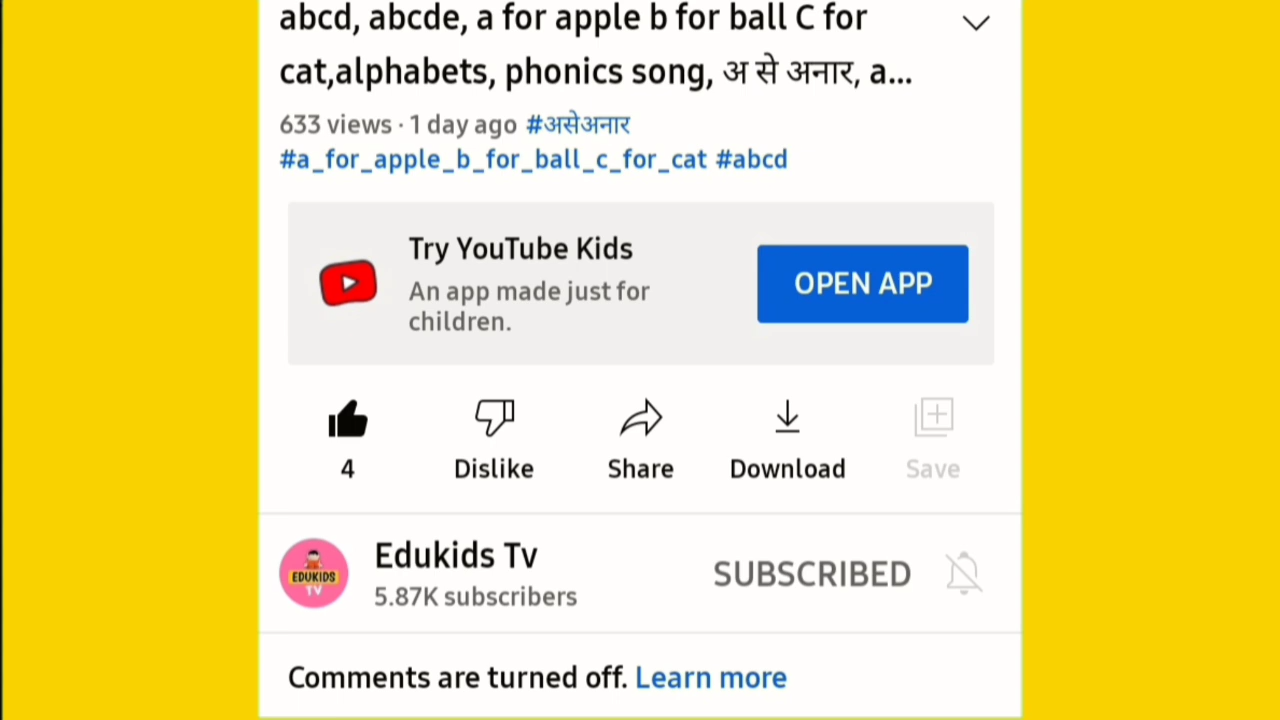 abcd, abcde, a for apple b for ball C for
cat,alphabets, phonics song, अ से अनार, a...
633 views · 1 day ago #असेअनार
#a_for_apple_b_for_ball_c_for_cat #abcd
Try YouTube Kids
An app made just for
children.
OPEN APP
4
Dislike
Share
Download
Save
EDUKIDS
TV
Edukids Tv
5.87K subscribers
SUBSCRIBED
Comments are turned off. Learn more